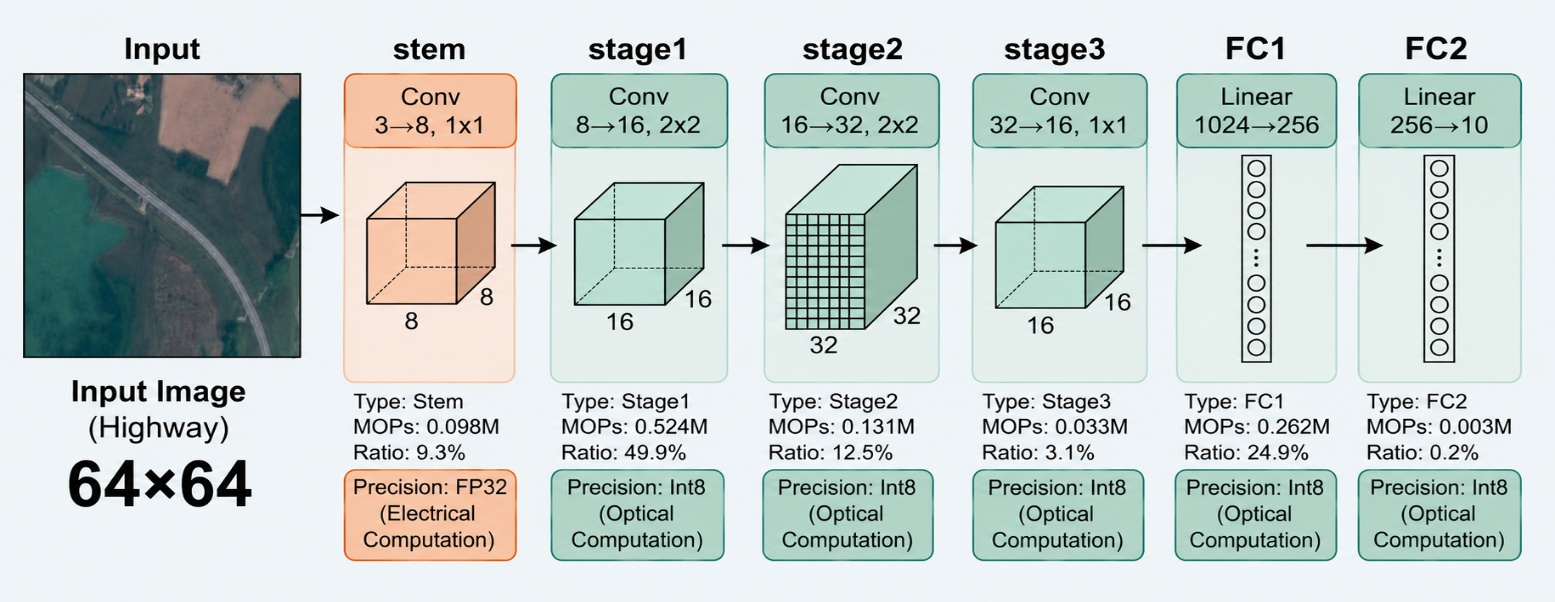 Input
stem
stage1
stage2
stage3
FC1
FC2
Conv
3→8, 1x1
Conv
8→16, 2x2
Conv
16→32, 2x2
Conv
32→16, 1x1
Linear
1024→256
Linear
256→10
8
8
16
16
32
32
16
16
Input Image
(Highway)
64×64
Type: Stem
MOPs: 0.098M
Ratio: 9.3%
Type: Stage1
MOPs: 0.524M
Ratio: 49.9%
Type: Stage2
MOPs: 0.131M
Ratio: 12.5%
Type: Stage3
MOPs: 0.033M
Ratio: 3.1%
Type: FC1
MOPs: 0.262M
Ratio: 24.9%
Type: FC2
MOPs: 0.003M
Ratio: 0.2%
Precision: FP32
(Electrical
Computation)
Precision: Int8
(Optical
Computation)
Precision: Int8
(Optical
Computation)
Precision: Int8
(Optical
Computation)
Precision: Int8
(Optical
Computation)
Precision: Int8
(Optical
Computation)